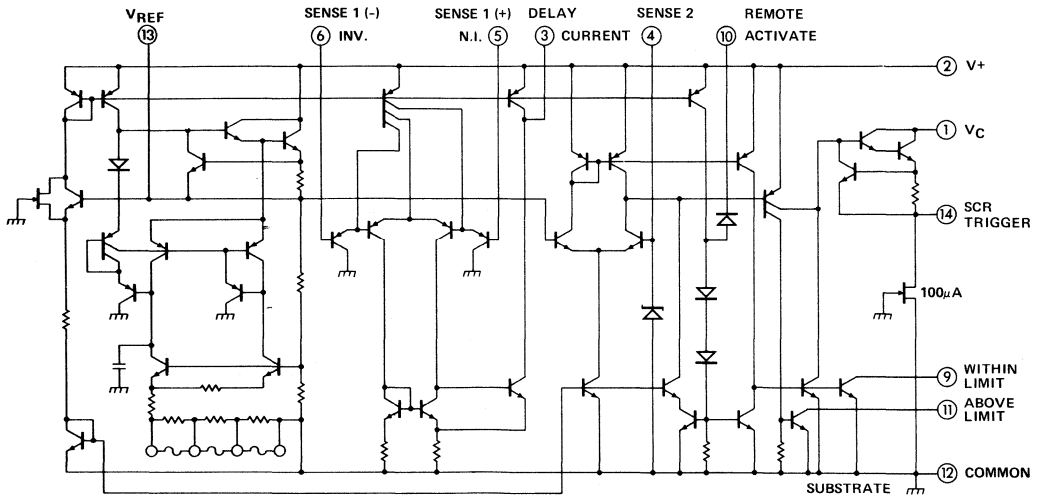 VREF
13
SENSE 1 (-)
6 INV.
SENSE 1 (+)
N.I. 5
DELAY
3 CURRENT
SENSE 2
4
REMOTE
10 ACTIVATE
2 V+
1 VC
14 SCR
TRIGGER
100μA
9 WITHIN
LIMIT
11 ABOVE
LIMIT
12 COMMON
SUBSTRATE